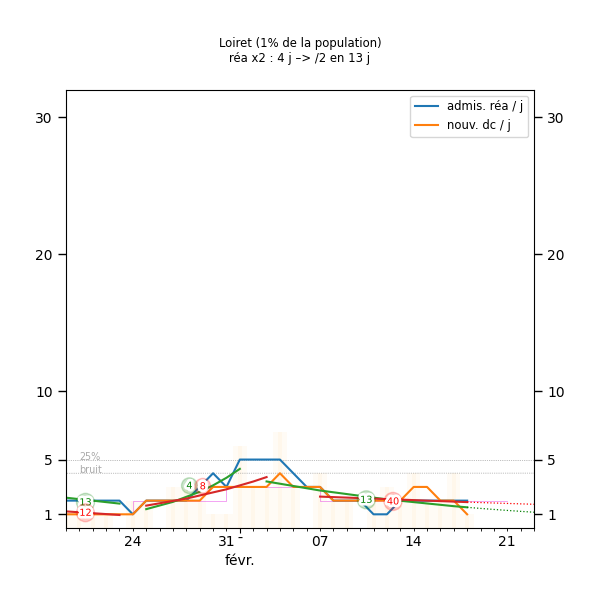 Loiret (1% de la population)
réa x2 : 4 j –> /2 en 13 j
admis. réa / j
nouv. dc / j
30 30
20 20
10 10
5 5
25%
bruit
4 8
13
12
13 40
1 1
24 31 - 07 14 21
févr.